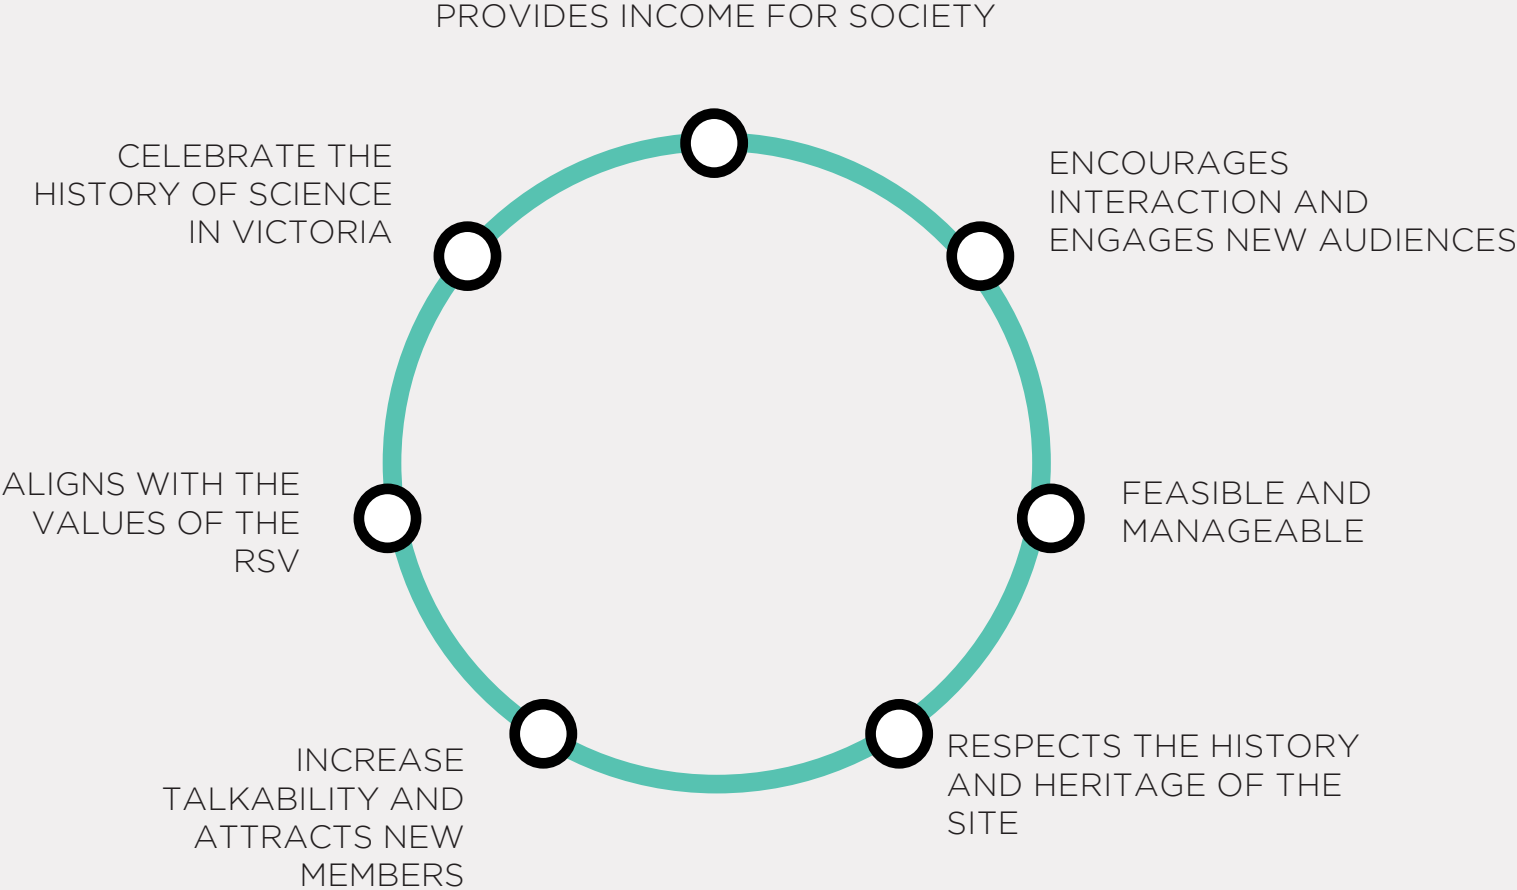 PROVIDES INCOME FOR SOCIETY
CELEBRATE THE
HISTORY OF SCIENCE
IN VICTORIA
ENCOURAGES
INTERACTION AND
ENGAGES NEW AUDIENCES
ALIGNS WITH THE
VALUES OF THE
RSV
FEASIBLE AND
MANAGEABLE
INCREASE
TALKABILITY AND
ATTRACTS NEW
MEMBERS
RESPECTS THE HISTORY
AND HERITAGE OF THE
SITE